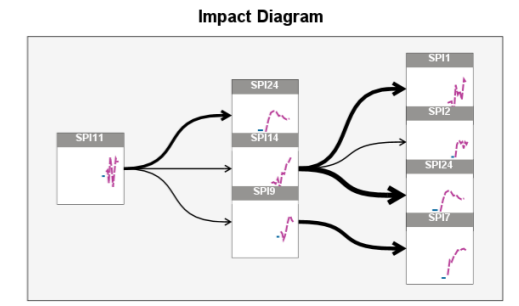 Impact Diagram
SPI11
SPI24
SPI14
SPI9
SPI1
SPI2
SPI24
SPI7